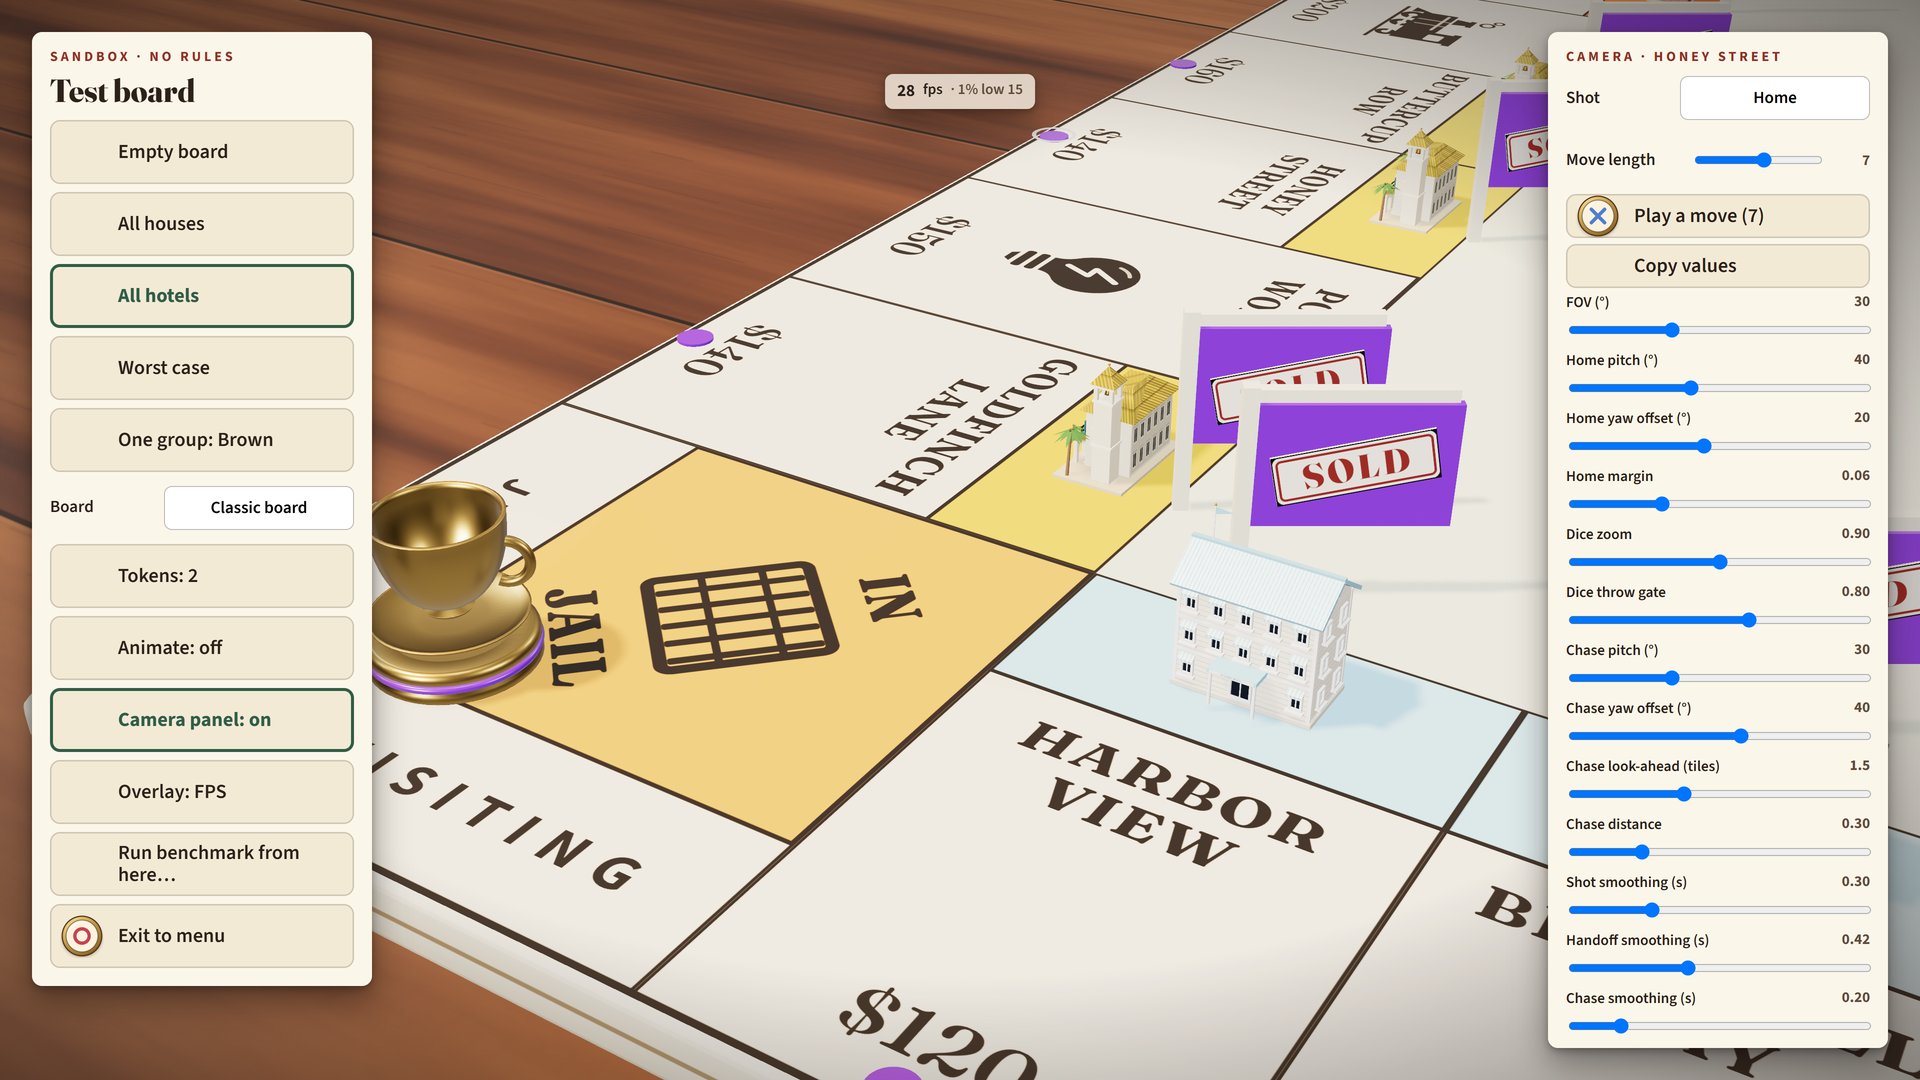 SANDBOX · NO RULES
Test board
Empty board
All houses
All hotels
Worst case
One group: Brown
Board
Classic board
Tokens: 2
Animate: off
Camera panel: on
Overlay: FPS
Run benchmark from
here…
Exit to menu
28 fps · 1% low 15
$200
$160
BUTTERCUP
ROW
$140
HONEY
STREET
$150
$140
GOLDFINCH
LANE
SOLD
IN
JAIL
HARBOR
VIEW
$120
CAMERA · HONEY STREET
Shot
Home
Move length
7
Play a move (7)
Copy values
FOV (°)
30
Home pitch (°)
40
Home yaw offset (°)
20
Home margin
0.06
Dice zoom
0.90
Dice throw gate
0.80
Chase pitch (°)
30
Chase yaw offset (°)
40
Chase look-ahead (tiles)
1.5
Chase distance
0.30
Shot smoothing (s)
0.30
Handoff smoothing (s)
0.42
Chase smoothing (s)
0.20